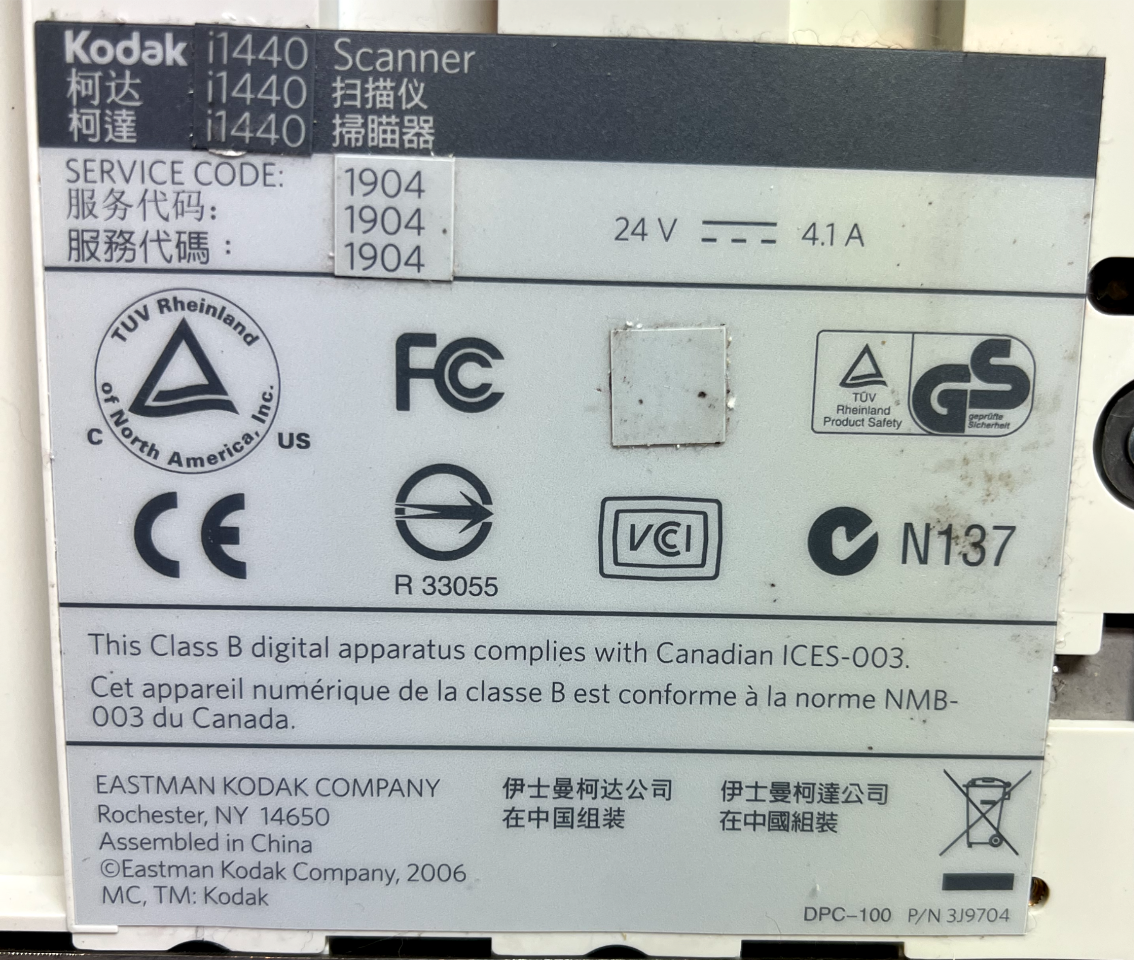 Kodak i1440 Scanner
柯达 i1440 扫描仪
柯達 i1440 掃瞄器
SERVICE CODE: 1904
服务代码: 1904
服務代碼: 1904
24 V 4.1 A
TUV Rheinland
of North America, Inc.
C US
FC
TÜV
Rheinland
Product Safety
GS
geprüfte
Sicherheit
CE
R 33055
VCI
N137
This Class B digital apparatus complies with Canadian ICES-003.
Cet appareil numérique de la classe B est conforme à la norme NMB-
003 du Canada.
EASTMAN KODAK COMPANY
Rochester, NY 14650
Assembled in China
©Eastman Kodak Company, 2006
MC, TM: Kodak
伊士曼柯达公司
在中国组装
伊士曼柯達公司
在中國組裝
DPC-100 P/N 3J9704